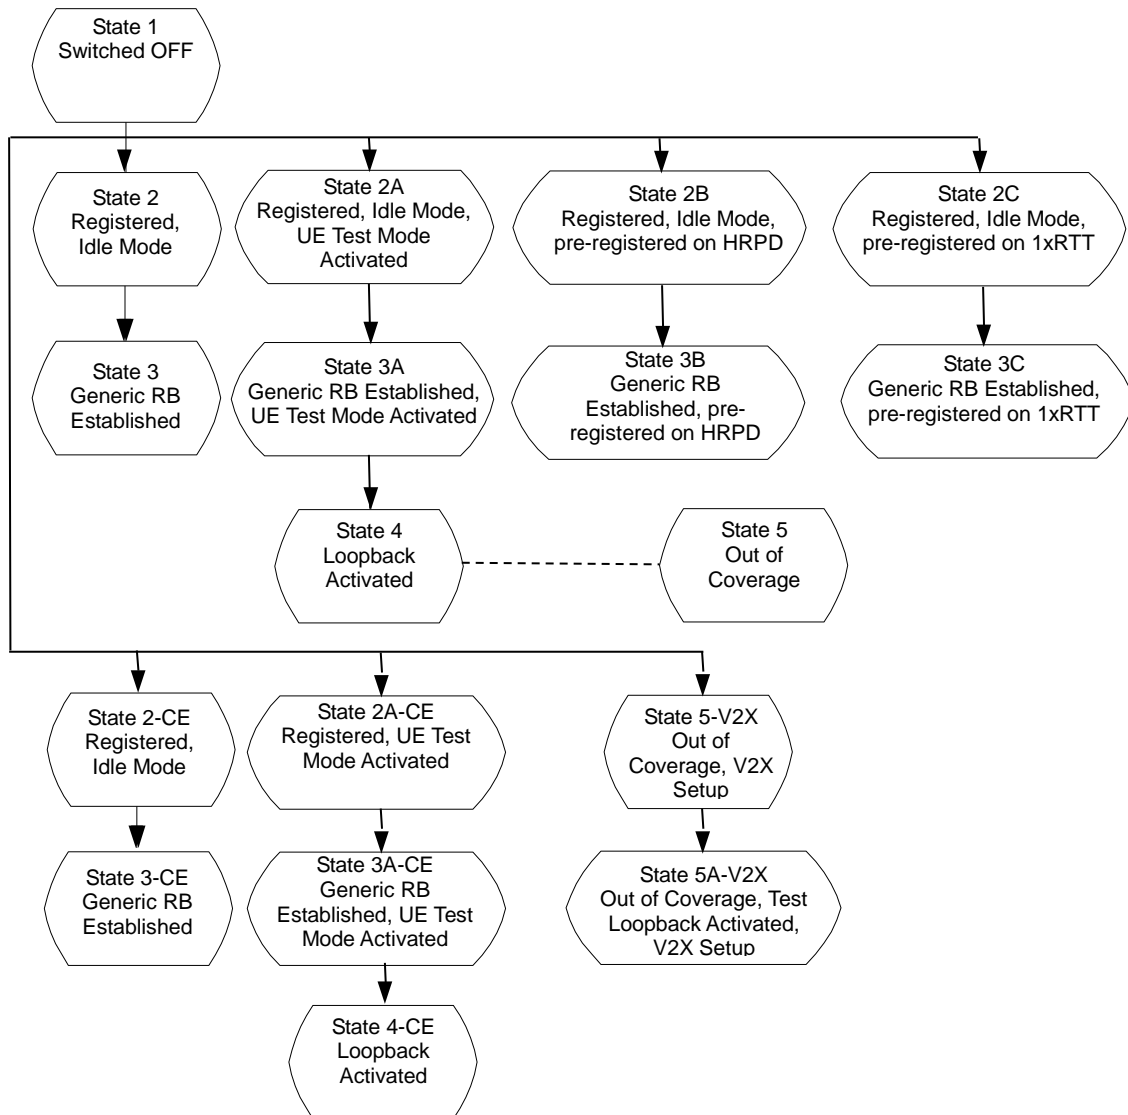 State 1
Switched OFF
State 2
Registered,
Idle Mode
State 2A
Registered, Idle Mode,
UE Test Mode
Activated
State 2B
Registered, Idle Mode,
pre-registered on HRPD
State 2C
Registered, Idle Mode,
pre-registered on 1xRTT
State 3
Generic RB
Established
State 3A
Generic RB Established,
UE Test Mode Activated
State 3B
Generic RB
Established, pre-
registered on HRPD
State 3C
Generic RB Established,
pre-registered on 1xRTT
State 4
Loopback
Activated
State 5
Out of
Coverage
State 2-CE
Registered,
Idle Mode
State 2A-CE
Registered, UE Test
Mode Activated
State 5-V2X
Out of
Coverage, V2X
Setup
State 3-CE
Generic RB
Established
State 3A-CE
Generic RB
Established, UE Test
Mode Activated
State 5A-V2X
Out of Coverage, Test
Loopback Activated,
V2X Setup
State 4-CE
Loopback
Activated